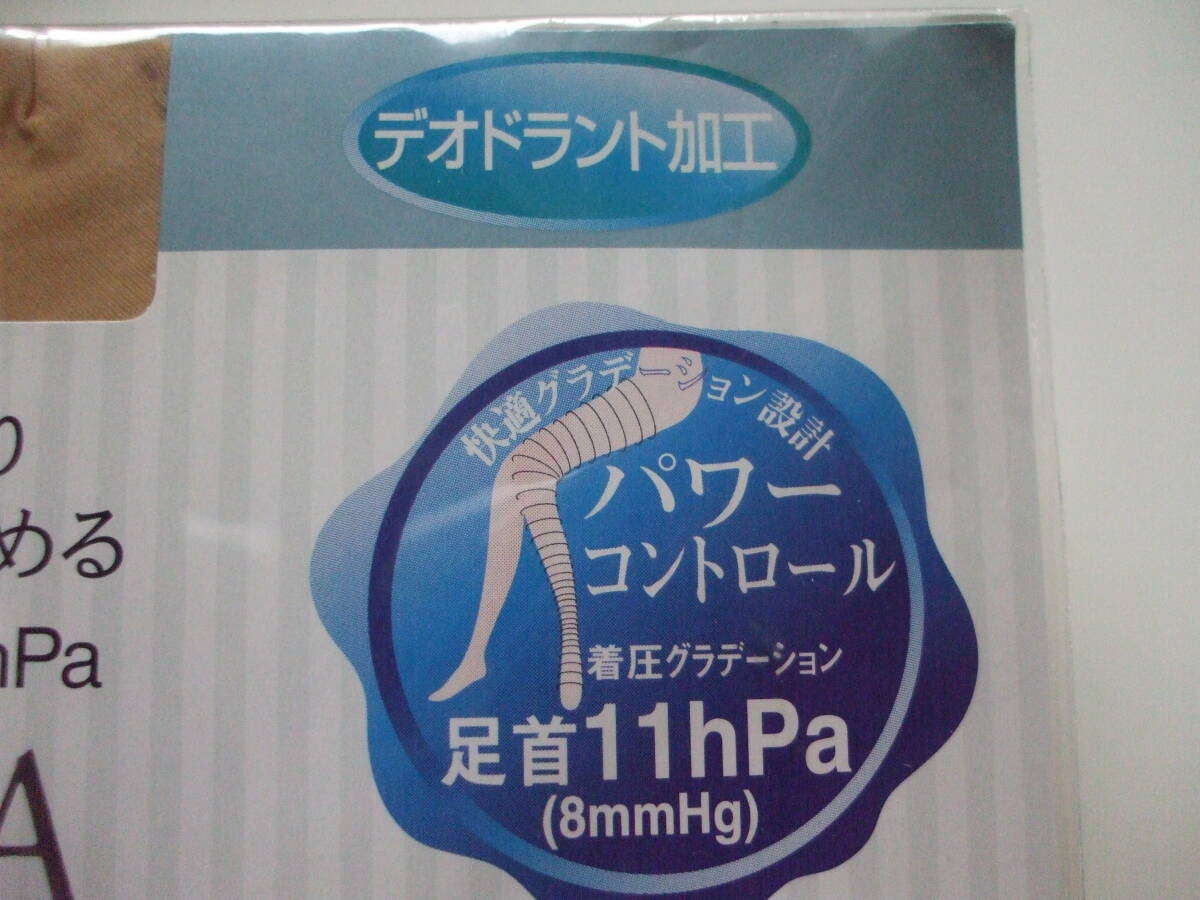 デオドラント加工
快適グラデーション設計
パワー
コントロール
着圧グラデーション
足首11hPa
(8mmHg)
り
める
hPa
A